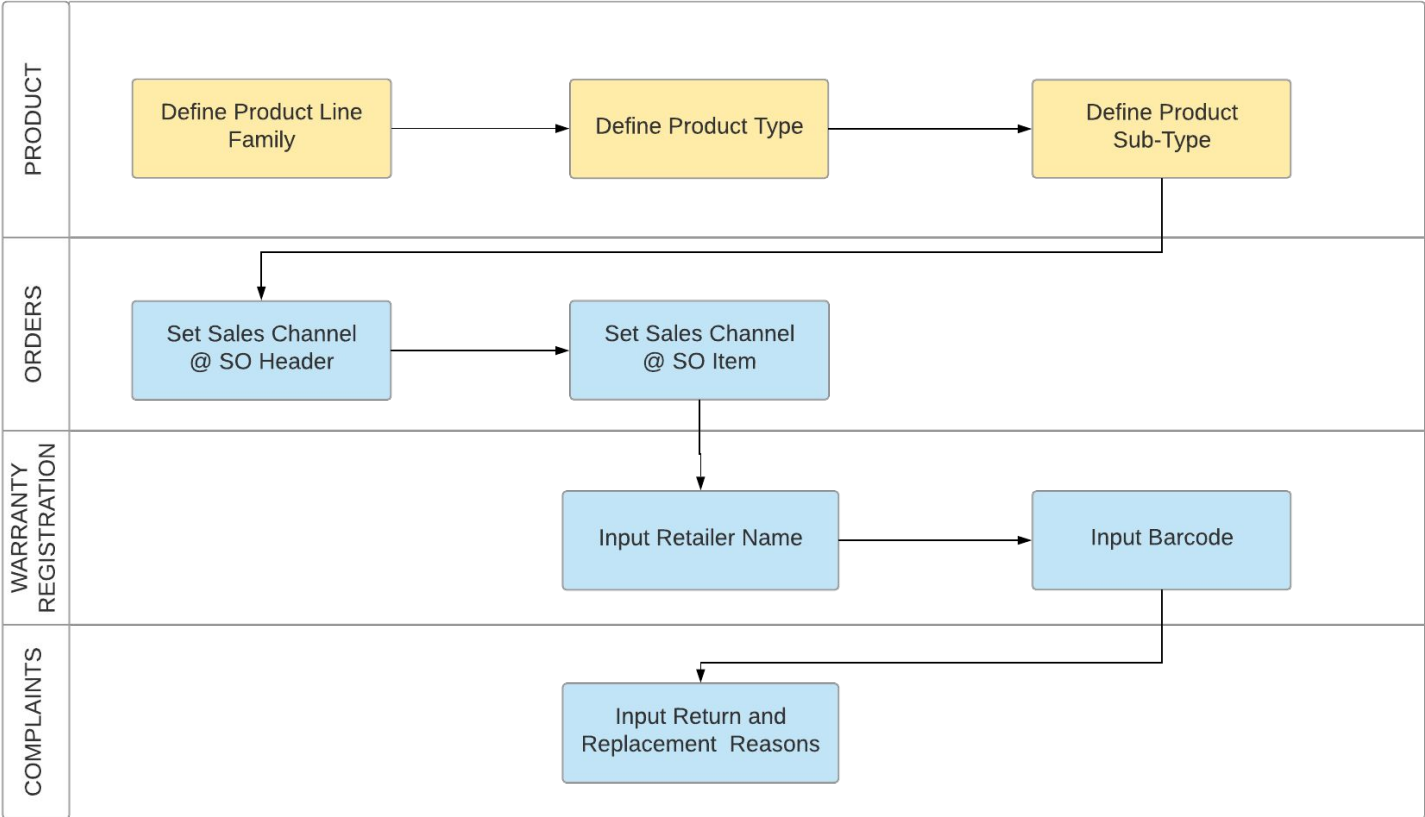 PRODUCT
Define Product Line
Family
Define Product Type
Define Product
Sub-Type
ORDERS
Set Sales Channel
@ SO Header
Set Sales Channel
@ SO Item
WARRANTY
REGISTRATION
Input Retailer Name
Input Barcode
COMPLAINTS
Input Return and
Replacement  Reasons